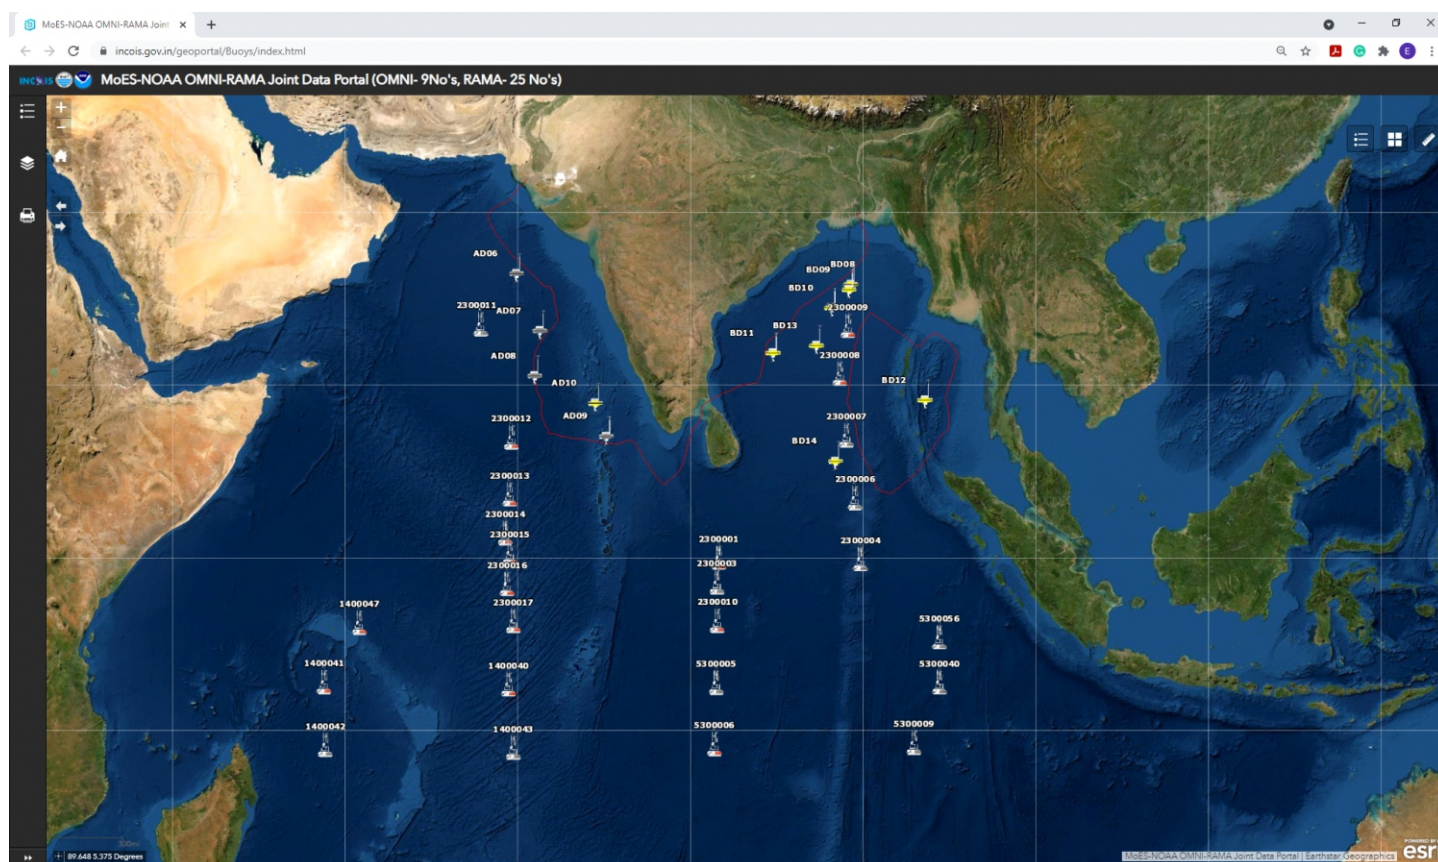 MoES-NOAA OMNI-RAMA Joint
incois.gov.in/geoportal/Buoys/index.html
E
INCOIS
MoES-NOAA OMNI-RAMA Joint Data Portal (OMNI- 9No's, RAMA- 25 No's)
AD06
BD08
BD09
BD10
2300011
AD07
2300009
BD11
BD13
AD08
2300008
AD10
BD12
AD09
2300012
2300007
BD14
2300013
2300006
2300014
2300015
2300001
2300004
2300016
2300003
1400047
2300017
2300010
5300056
1400041
1400040
5300005
5300040
1400042
1400043
5300006
5300009
89.648 5.375 Degrees
MoES-NOAA OMNI-RAMA Joint Data Portal | Earthstar Geographics
POWERED BY
esri